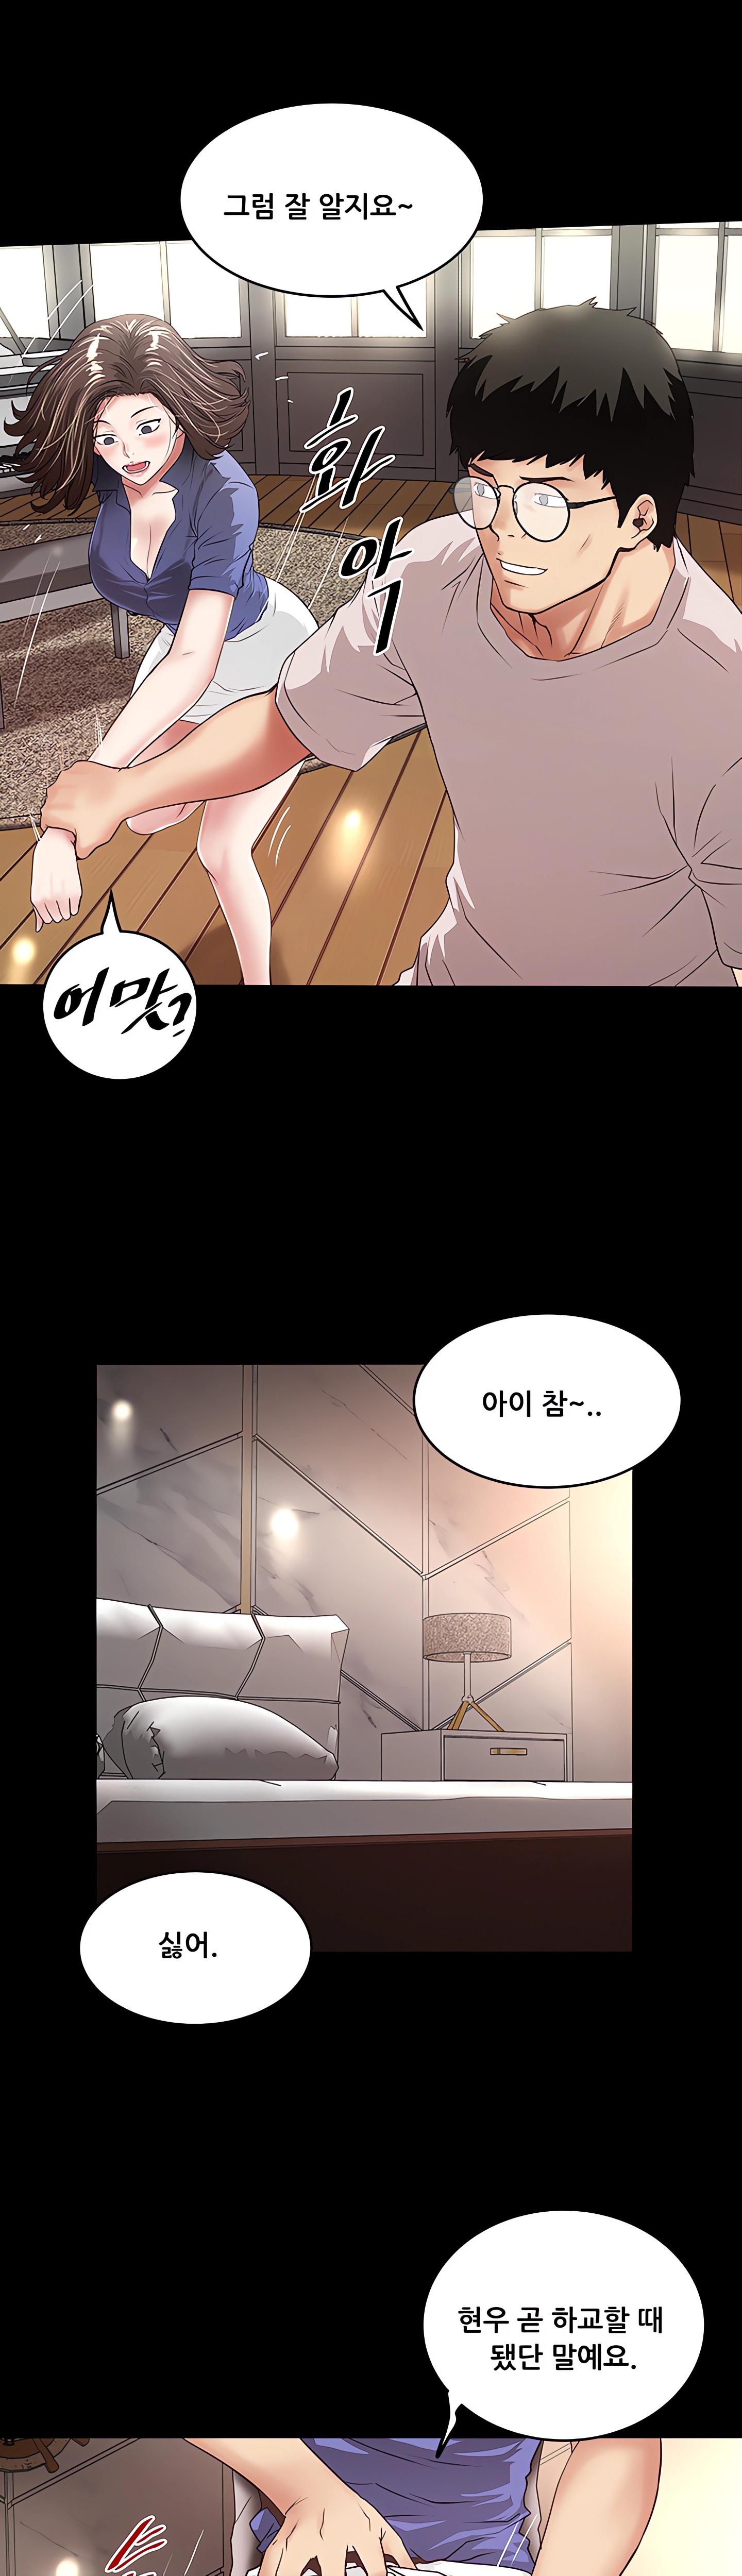 그럼 잘 알지요~
화악
어맛?
아이 참~..
싫어.
현우 곧 하교할 때
됐단 말예요.